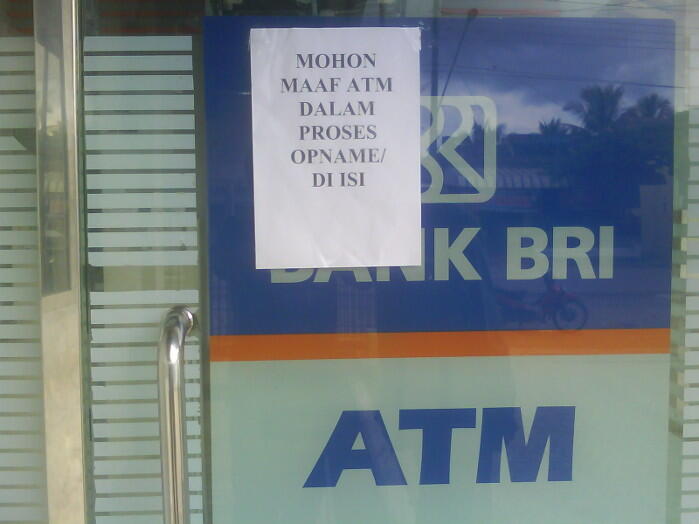 MOHON
MAAF ATM
DALAM
PROSES
OPNAME/
DI ISI
BANK BRI
ATM